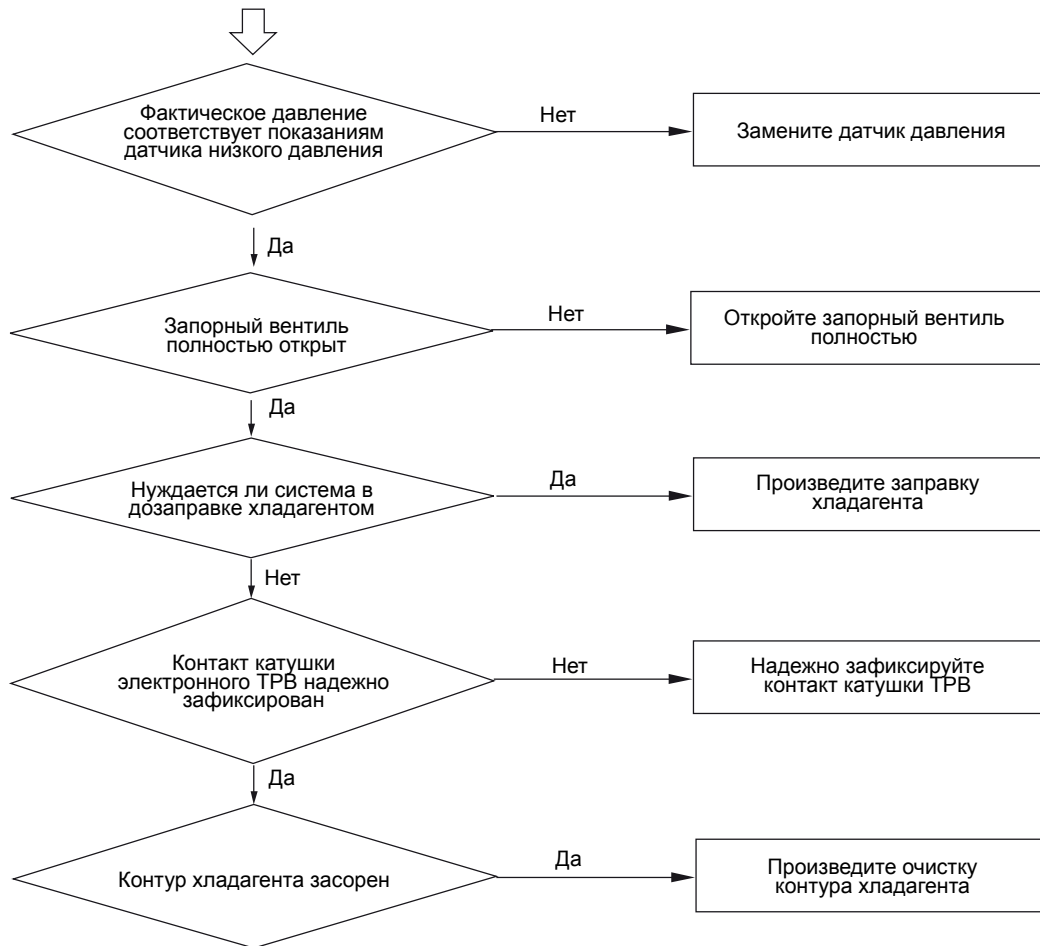 Фактическое давление
соответствует показаниям
датчика низкого давления
Нет
Замените датчик давления
Да
Запорный вентиль
полностью открыт
Нет
Откройте запорный вентиль
полностью
Да
Нуждается ли система в
дозаправке хладагентом
Да
Произведите заправку
хладагента
Нет
Контакт катушки
электронного ТРВ надежно
зафиксирован
Нет
Надежно зафиксируйте
контакт катушки ТРВ
Да
Контур хладагента засорен
Да
Произведите очистку
контура хладагента